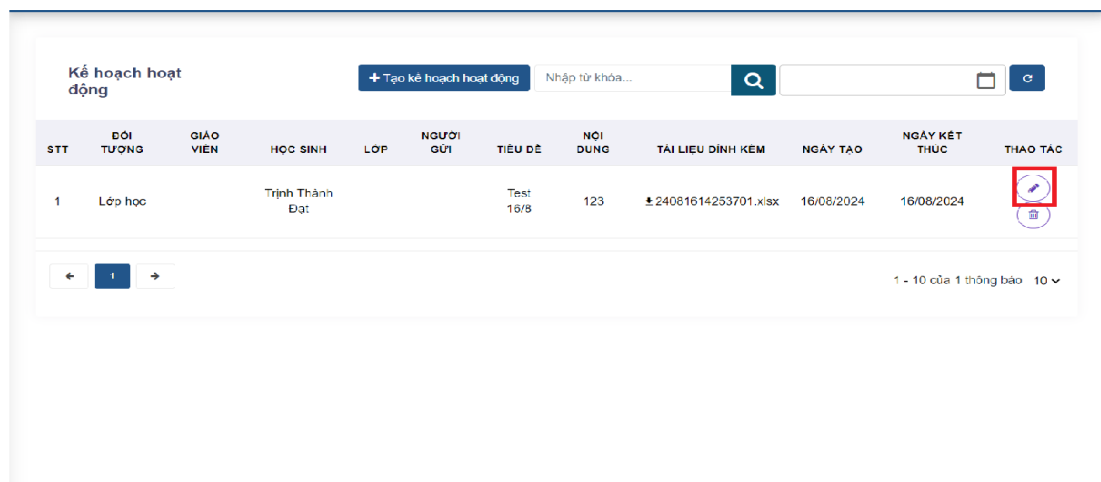 Kế hoạch hoạt động
+ Tạo kế hoạch hoạt động
Nhập từ khóa...
STT ĐỐI TƯỢNG GIÁO VIÊN HỌC SINH LỚP NGƯỜI GỬI TIÊU ĐỀ NỘI DUNG TÀI LIỆU ĐÍNH KÈM NGÀY TẠO NGÀY KẾT THÚC THAO TÁC
1 Lớp học Trịnh Thành Đạt Test 16/8 123 24081614253701.xlsx 16/08/2024 16/08/2024
1
1 - 10 của 1 thông báo 10